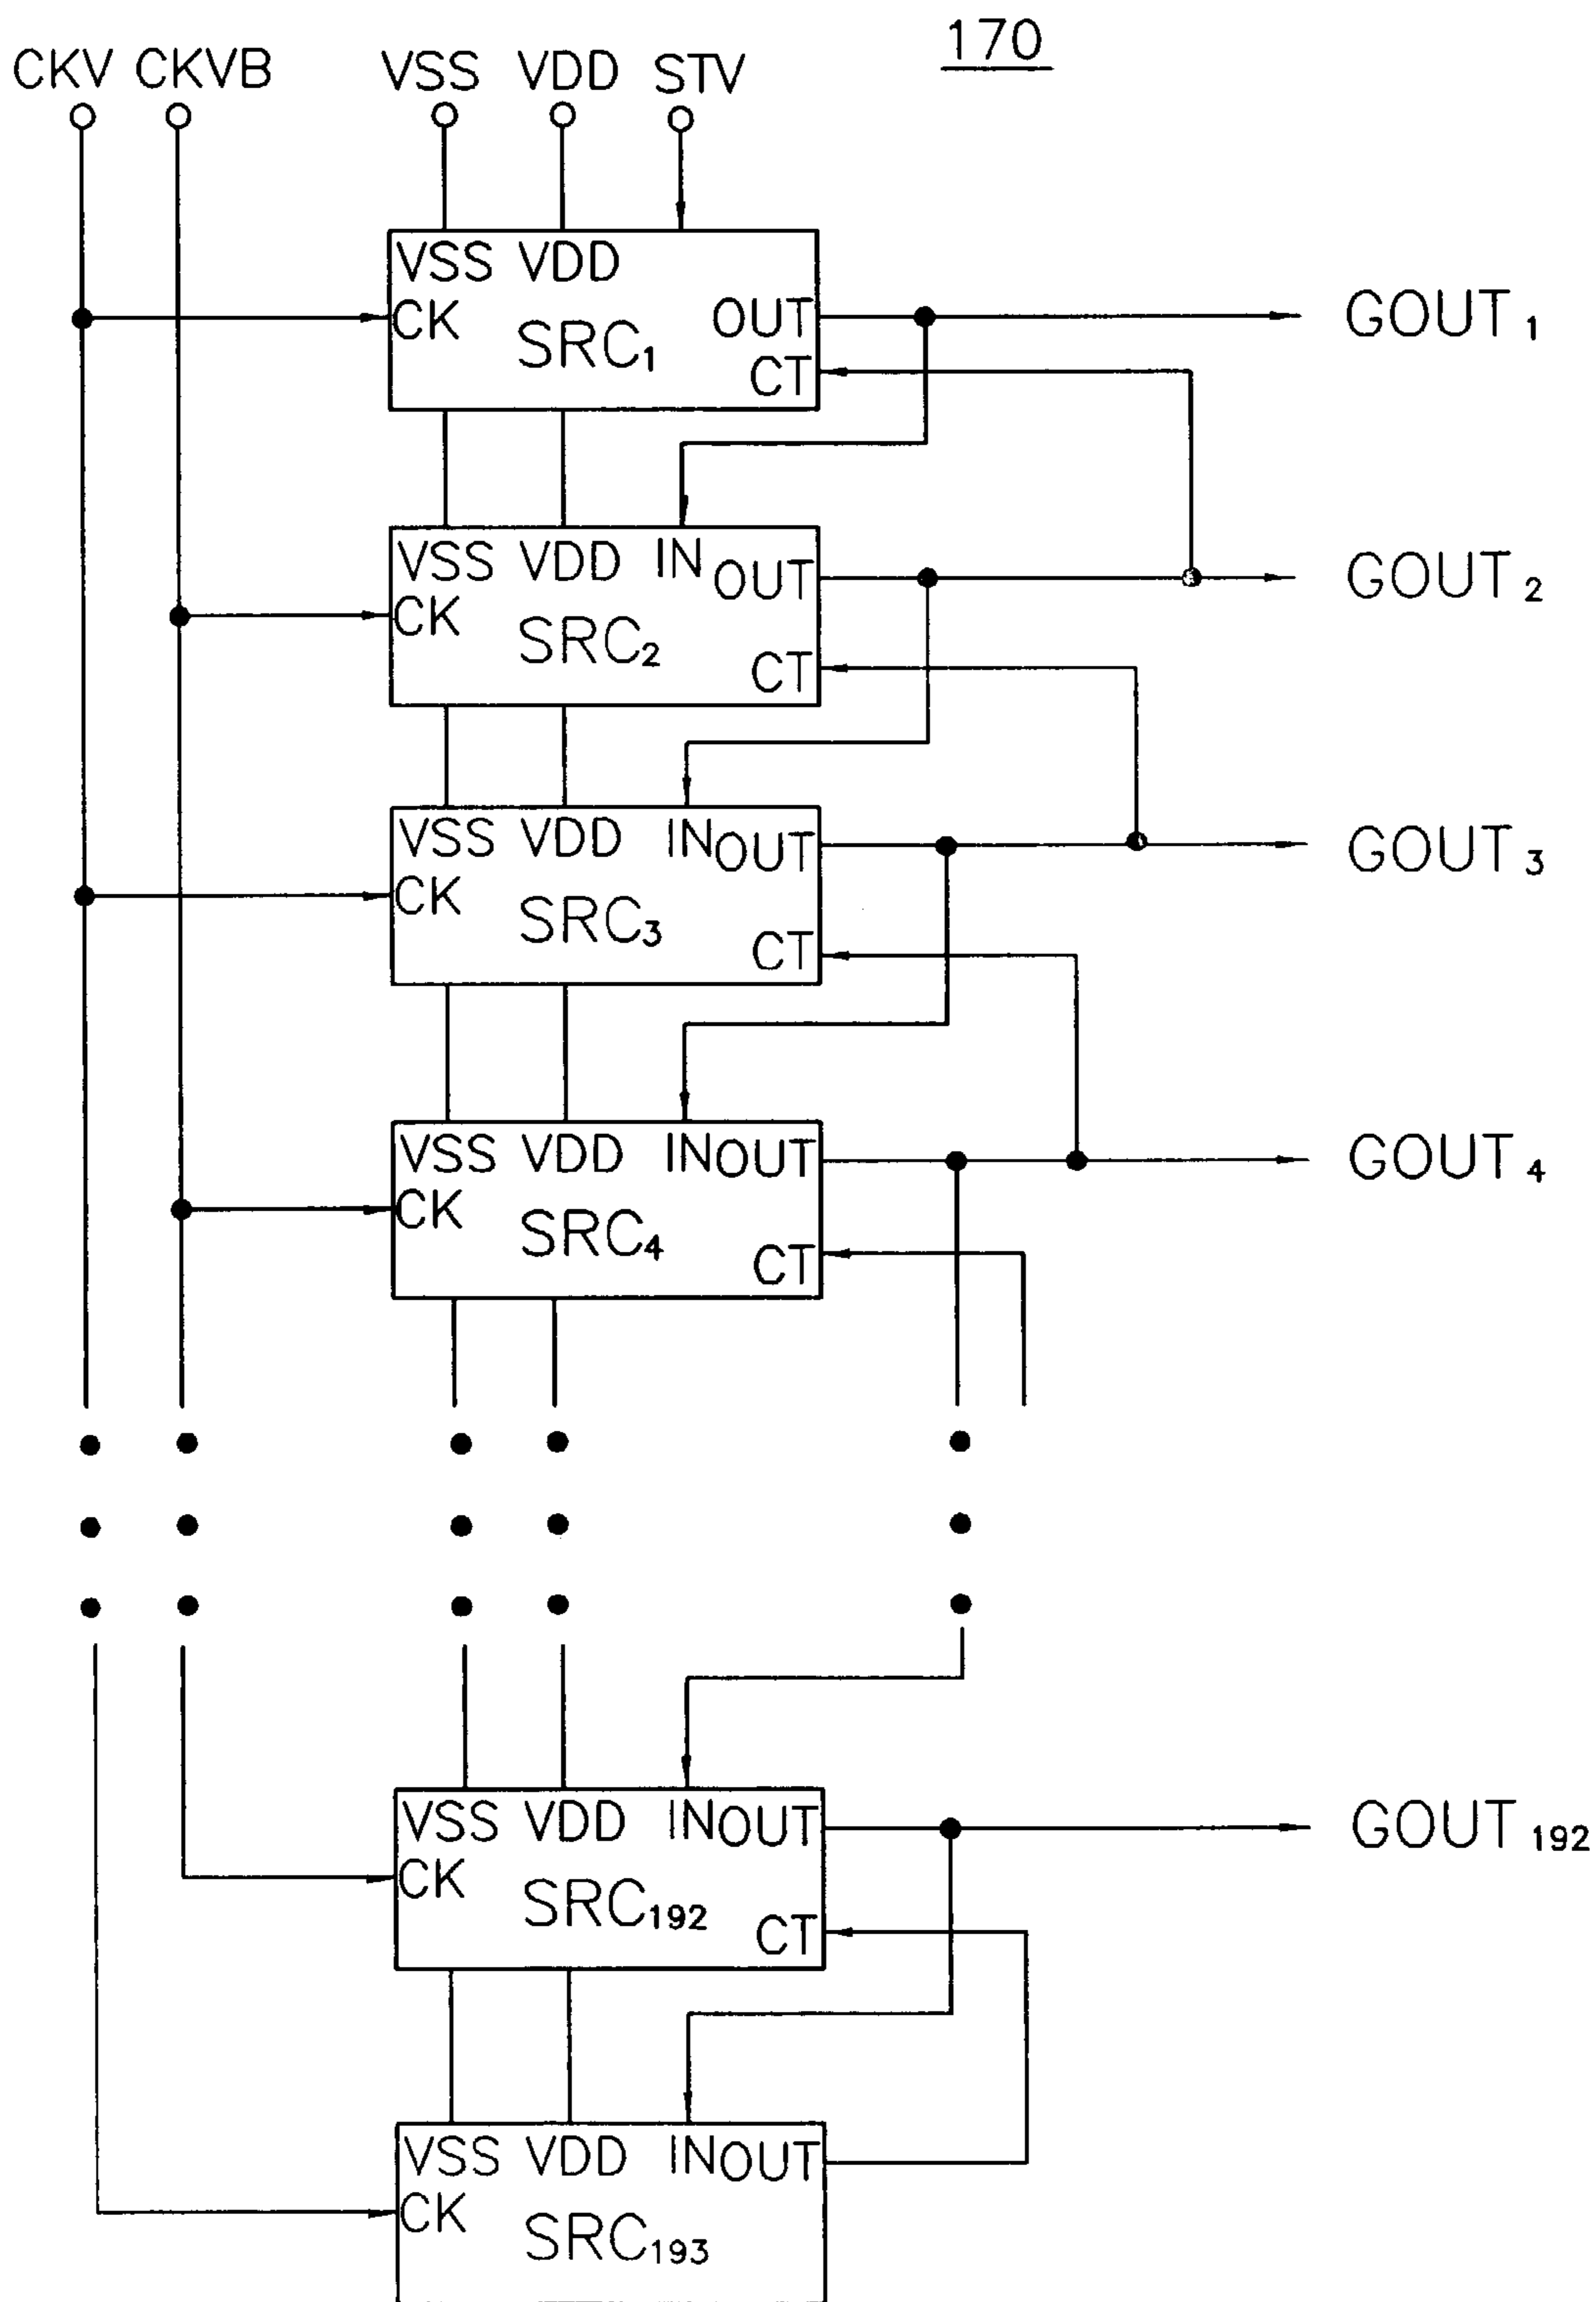 170
CKV CKVB VSS VDD STV
VSS VDD
CK OUT GOUT₁
SRC₁
CT
VSS VDD IN OUT GOUT₂
CK
SRC₂
CT
VSS VDD IN OUT GOUT₃
CK
SRC₃
CT
VSS VDD IN OUT GOUT₄
CK
SRC₄
CT
VSS VDD IN OUT GOUT₁₉₂
CK
SRC₁₉₂
CT
VSS VDD IN OUT
CK
SRC₁₉₃